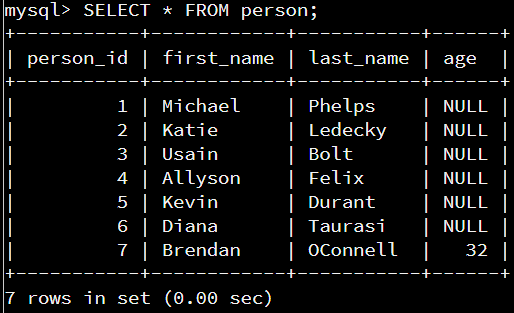 mysql> SELECT * FROM person;
+-----------+------------+-----------+------+
| person_id | first_name | last_name | age  |
+-----------+------------+-----------+------+
|         1 | Michael    | Phelps    | NULL |
|         2 | Katie      | Ledecky   | NULL |
|         3 | Usain      | Bolt      | NULL |
|         4 | Allyson    | Felix     | NULL |
|         5 | Kevin      | Durant    | NULL |
|         6 | Diana      | Taurasi   | NULL |
|         7 | Brendan    | OConnell  |   32 |
+-----------+------------+-----------+------+
7 rows in set (0.00 sec)